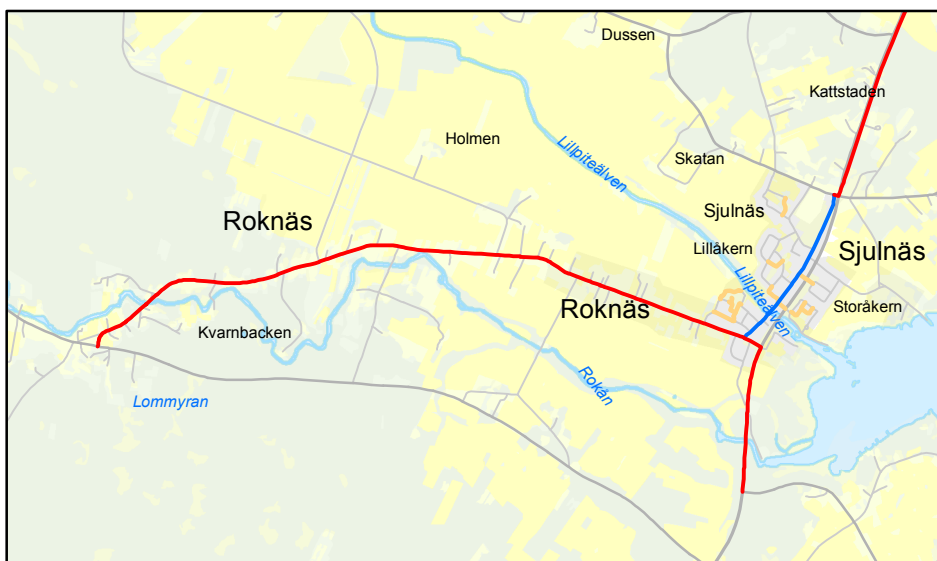 Dussen
Kattstaden
Holmen
Lillpiteälven
Skatan
Sjulnäs
Roknäs
Lillåkern
Sjulnäs
Lillpiteälven
Roknäs
Storåkern
Kvarnbacken
Rokån
Lommyran